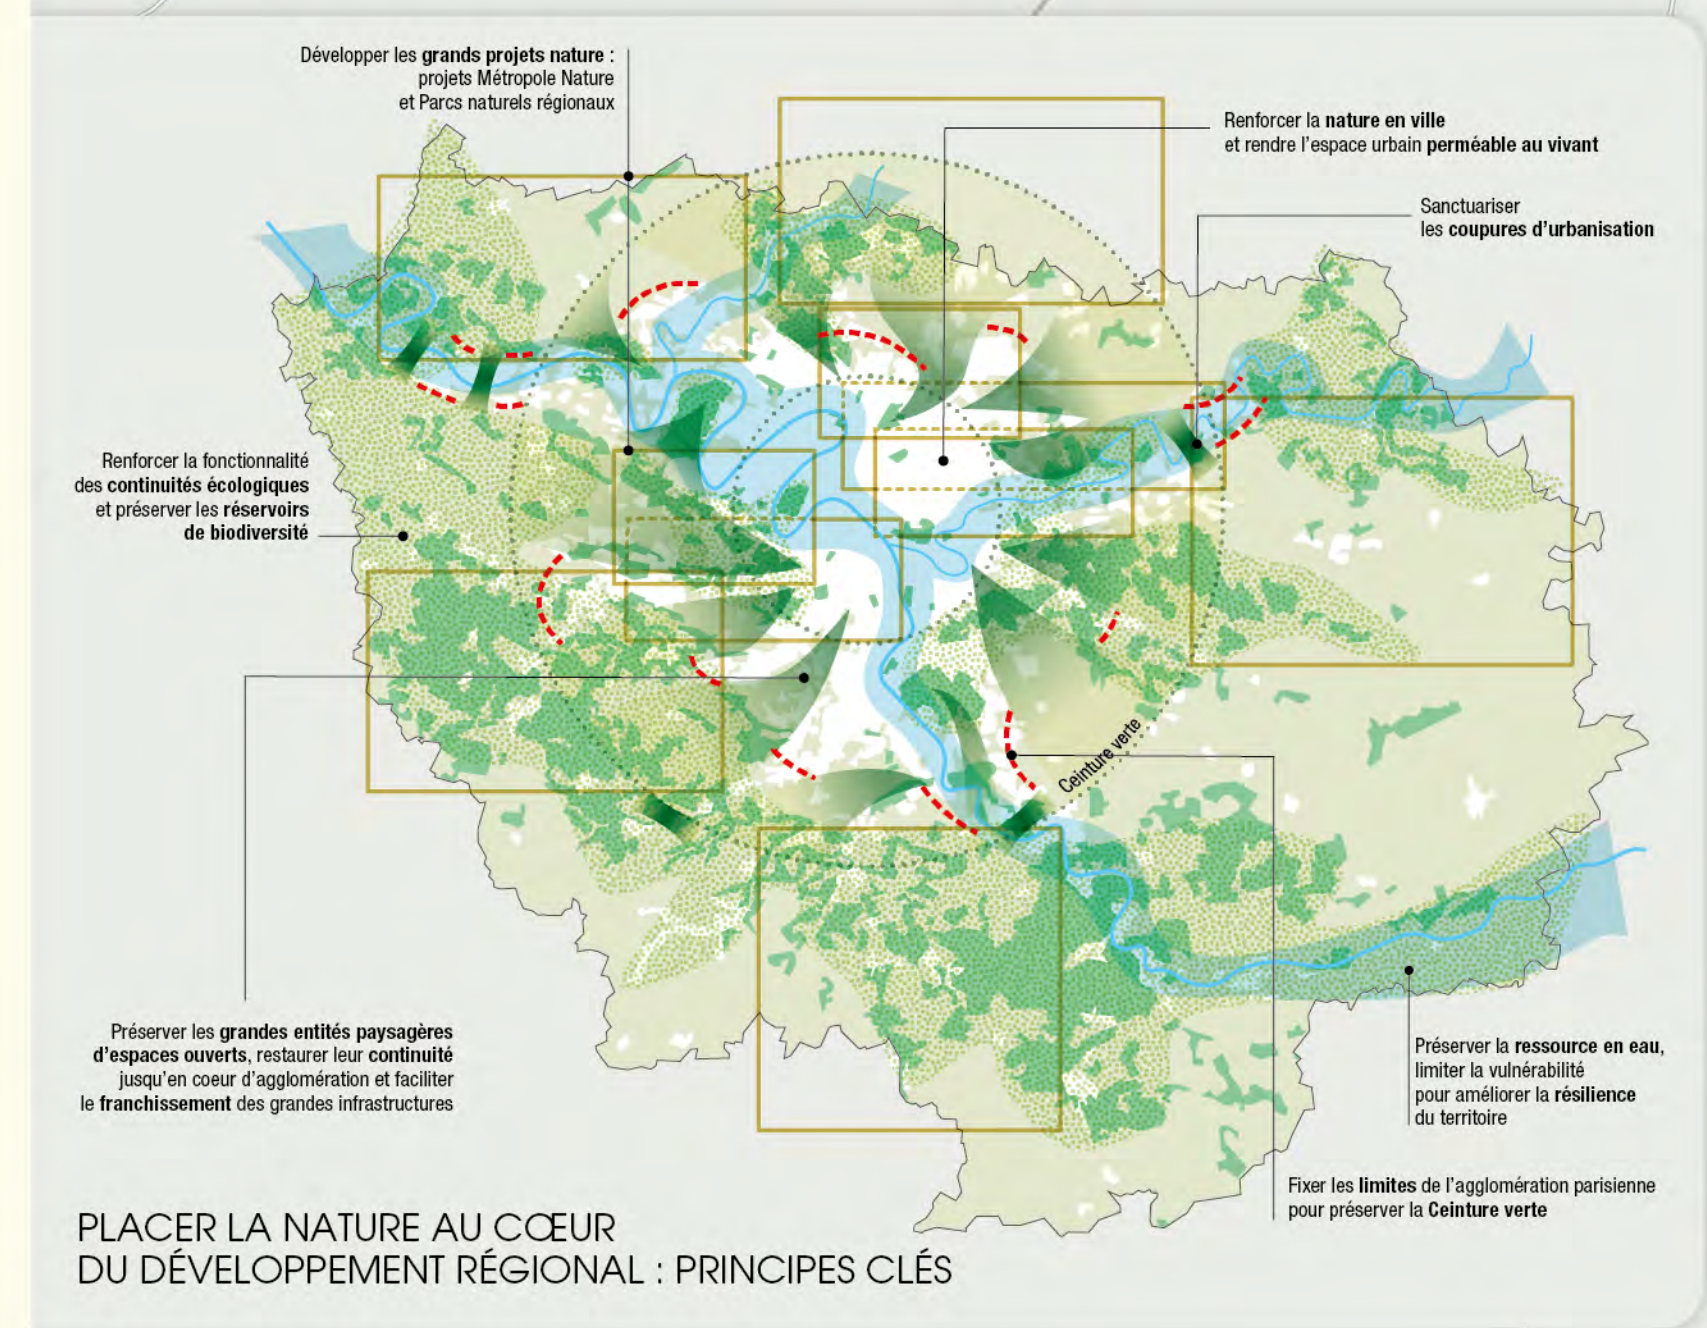 Développer les grands projets nature :
projets Métropole Nature
et Parcs naturels régionaux
Renforcer la nature en ville
et rendre l'espace urbain perméable au vivant
Sanctuariser
les coupures d'urbanisation
Renforcer la fonctionnalité
des continuités écologiques
et préserver les réservoirs
de biodiversité
Ceinture verte
Préserver les grandes entités paysagères
d'espaces ouverts, restaurer leur continuité
jusqu'en coeur d'agglomération et faciliter
le franchissement des grandes infrastructures
Préserver la ressource en eau,
limiter la vulnérabilité
pour améliorer la résilience
du territoire
Fixer les limites de l'agglomération parisienne
pour préserver la Ceinture verte
PLACER LA NATURE AU CŒUR
DU DÉVELOPPEMENT RÉGIONAL : PRINCIPES CLÉS